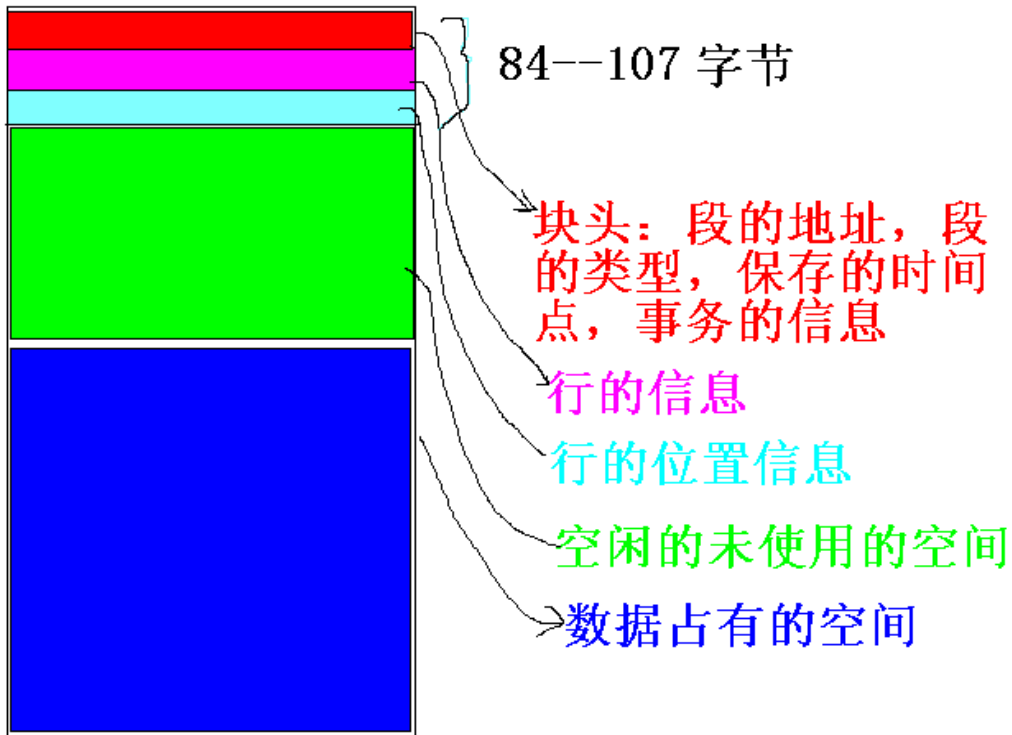 84--107 字节
块头：段的地址，段
的类型，保存的时间
点，事务的信息
行的信息
行的位置信息
空闲的未使用的空间
数据占有的空间